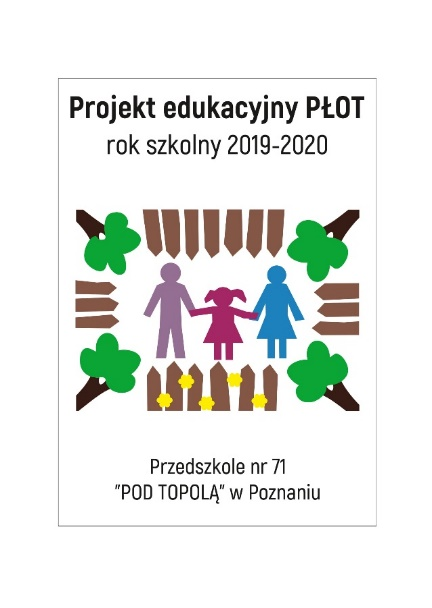 Projekt edukacyjny PŁOT
rok szkolny 2019-2020
Przedszkole nr 71
"POD TOPOLĄ" w Poznaniu